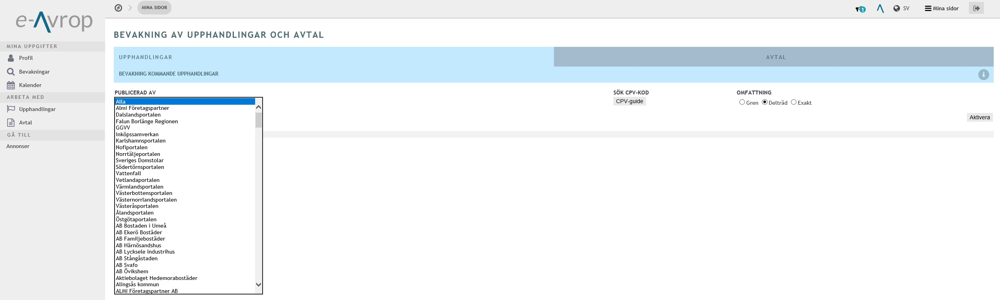 e-Avrop
MINA SIDOR
1
SV
Mina sidor
MINA UPPGIFTER
Profil
Bevakningar
Kalender
ARBETA MED
Upphandlingar
Avtal
GÅ TILL
Annonser
BEVAKNING AV UPPHANDLINGAR OCH AVTAL
UPPHANDLINGAR
AVTAL
BEVAKNING KOMMANDE UPPHANDLINGAR
i
PUBLICERAD AV
SÖK CPV-KOD
OMFATTNING
CPV-guide
Gren Delträd Exakt
Aktivera
Alla
Almi Företagspartner
Dalslandsportalen
Falun Borlänge Regionen
GGVV
Inköpssamverkan
Karlshamnsportalen
Nofiportalen
Norrtäljeportalen
Sveriges Domstolar
Södertörnsportalen
Vattenfall
Vetlandaportalen
Värmlandsportalen
Västerbottensportalen
Västernorrlandsportalen
Västeråsportalen
Ålandsportalen
Östgötaportalen
AB Bostaden i Umeå
AB Ekerö Bostäder
AB Familjebostäder
AB Härnösandshus
AB Lycksele Industrihus
AB Stångåstaden
AB Svafo
AB Övikshem
Aktiebolaget Hedemorabostäder
Alingsås kommun
ALMI Företagspartner AB